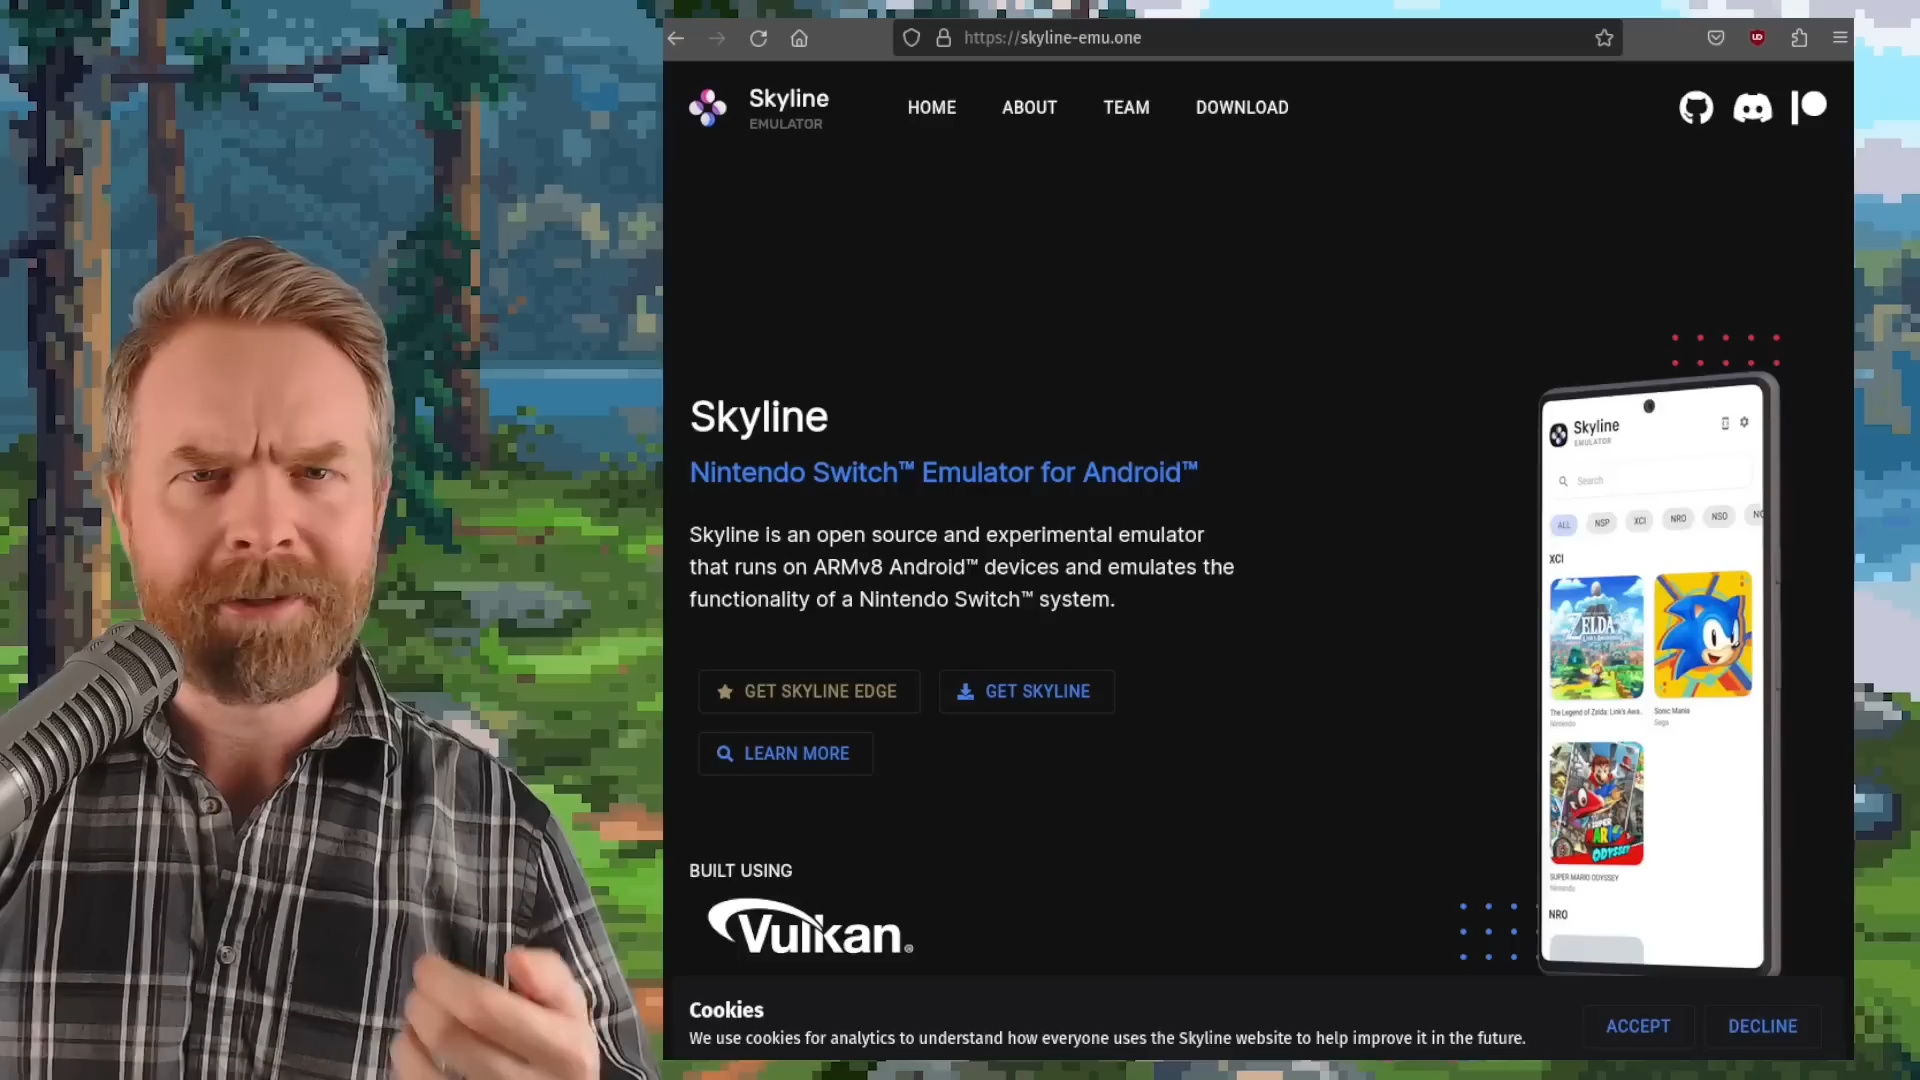 https://skyline-emu.one
Skyline
EMULATOR
HOME
ABOUT
TEAM
DOWNLOAD
Skyline
Nintendo Switch™ Emulator for Android™
Skyline is an open source and experimental emulator
that runs on ARMv8 Android™ devices and emulates the
functionality of a Nintendo Switch™ system.
GET SKYLINE EDGE
GET SKYLINE
LEARN MORE
BUILT USING
Vulkan®
Skyline
EMULATOR
Search
ALL
NSP
XCI
NRO
NSO
XCI
ZELDA
The Legend of Zelda: Link's Awa..
Nintendo
Sonic Mania
Sega
SUPER
MARIO
ODYSSEY
SUPER MARIO ODYSSEY
Nintendo
NRO
Cookies
We use cookies for analytics to understand how everyone uses the Skyline website to help improve it in the future.
ACCEPT
DECLINE